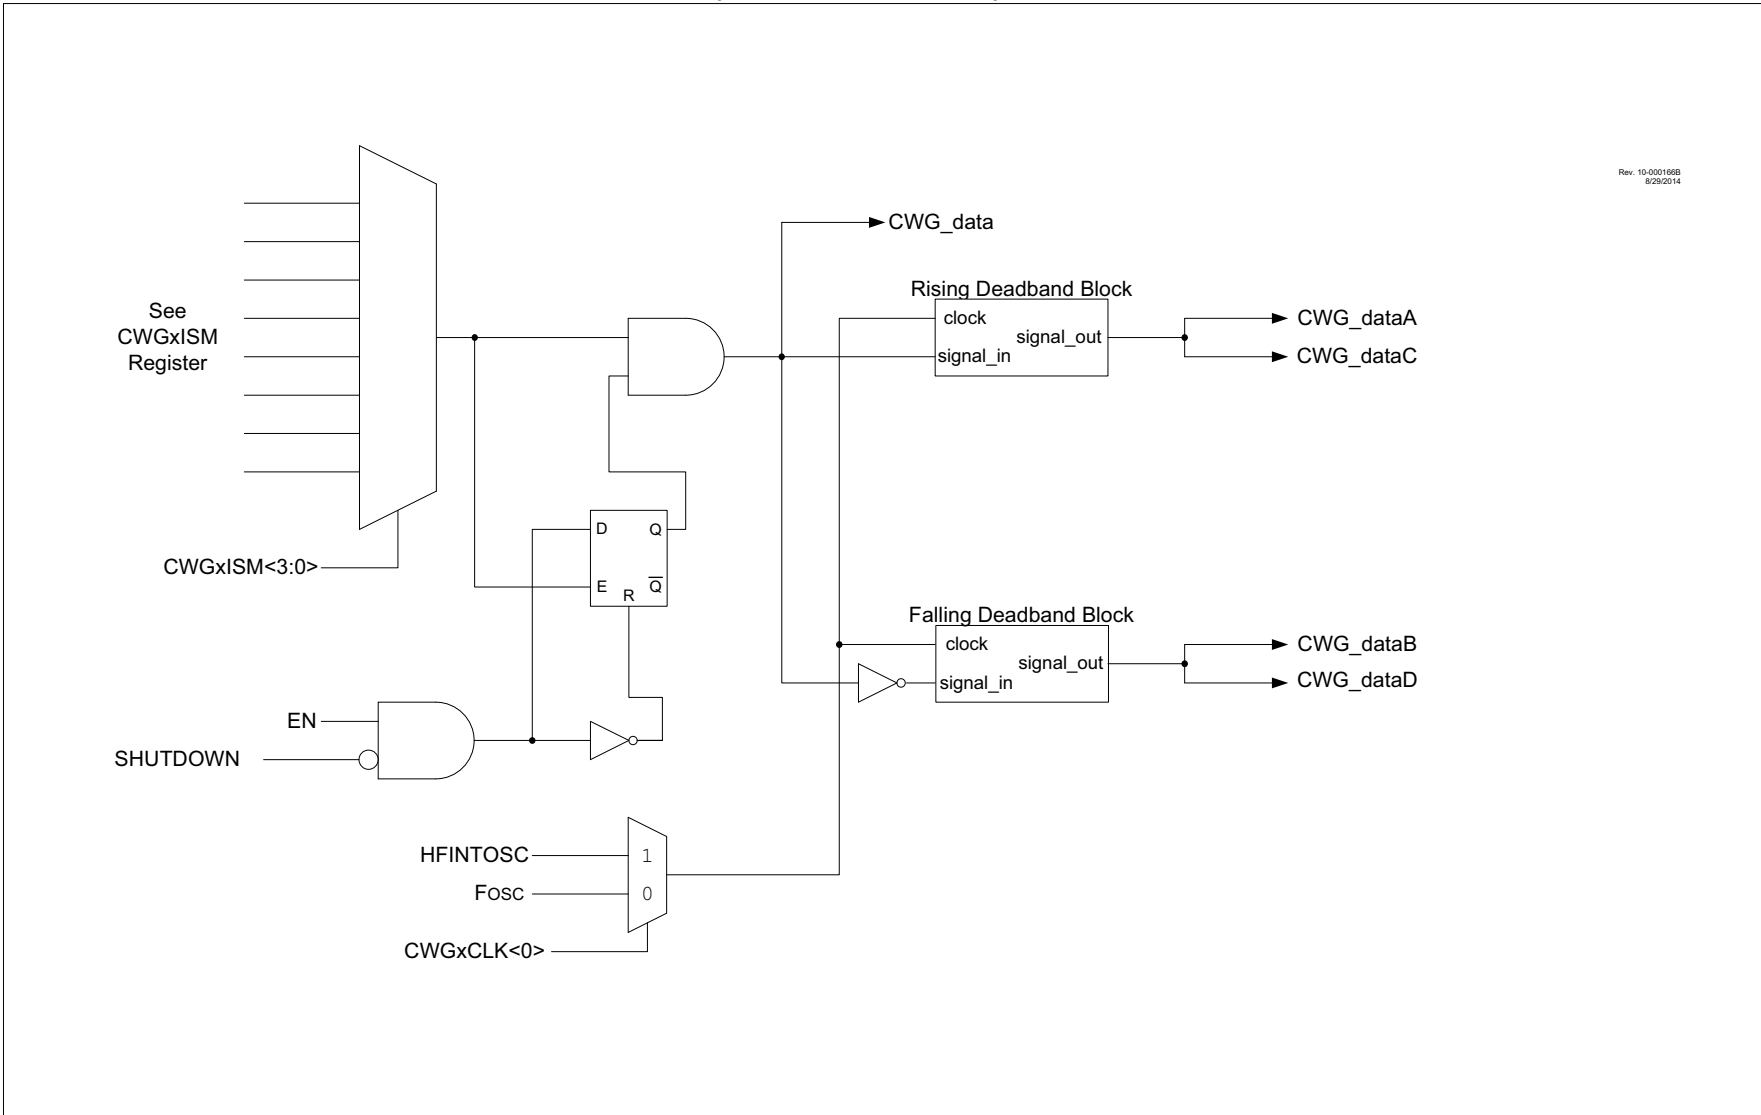 Rev. 10-000166B
8/29/2014
See
CWGxISM
Register
CWGxISM<3:0>
CWG_data
Rising Deadband Block
clock
signal_in
signal_out
CWG_dataA
CWG_dataC
D
Q
E
R
Q
Falling Deadband Block
clock
signal_in
signal_out
CWG_dataB
CWG_dataD
EN
SHUTDOWN
HFINTOSC
1
FOSC
0
CWGxCLK<0>